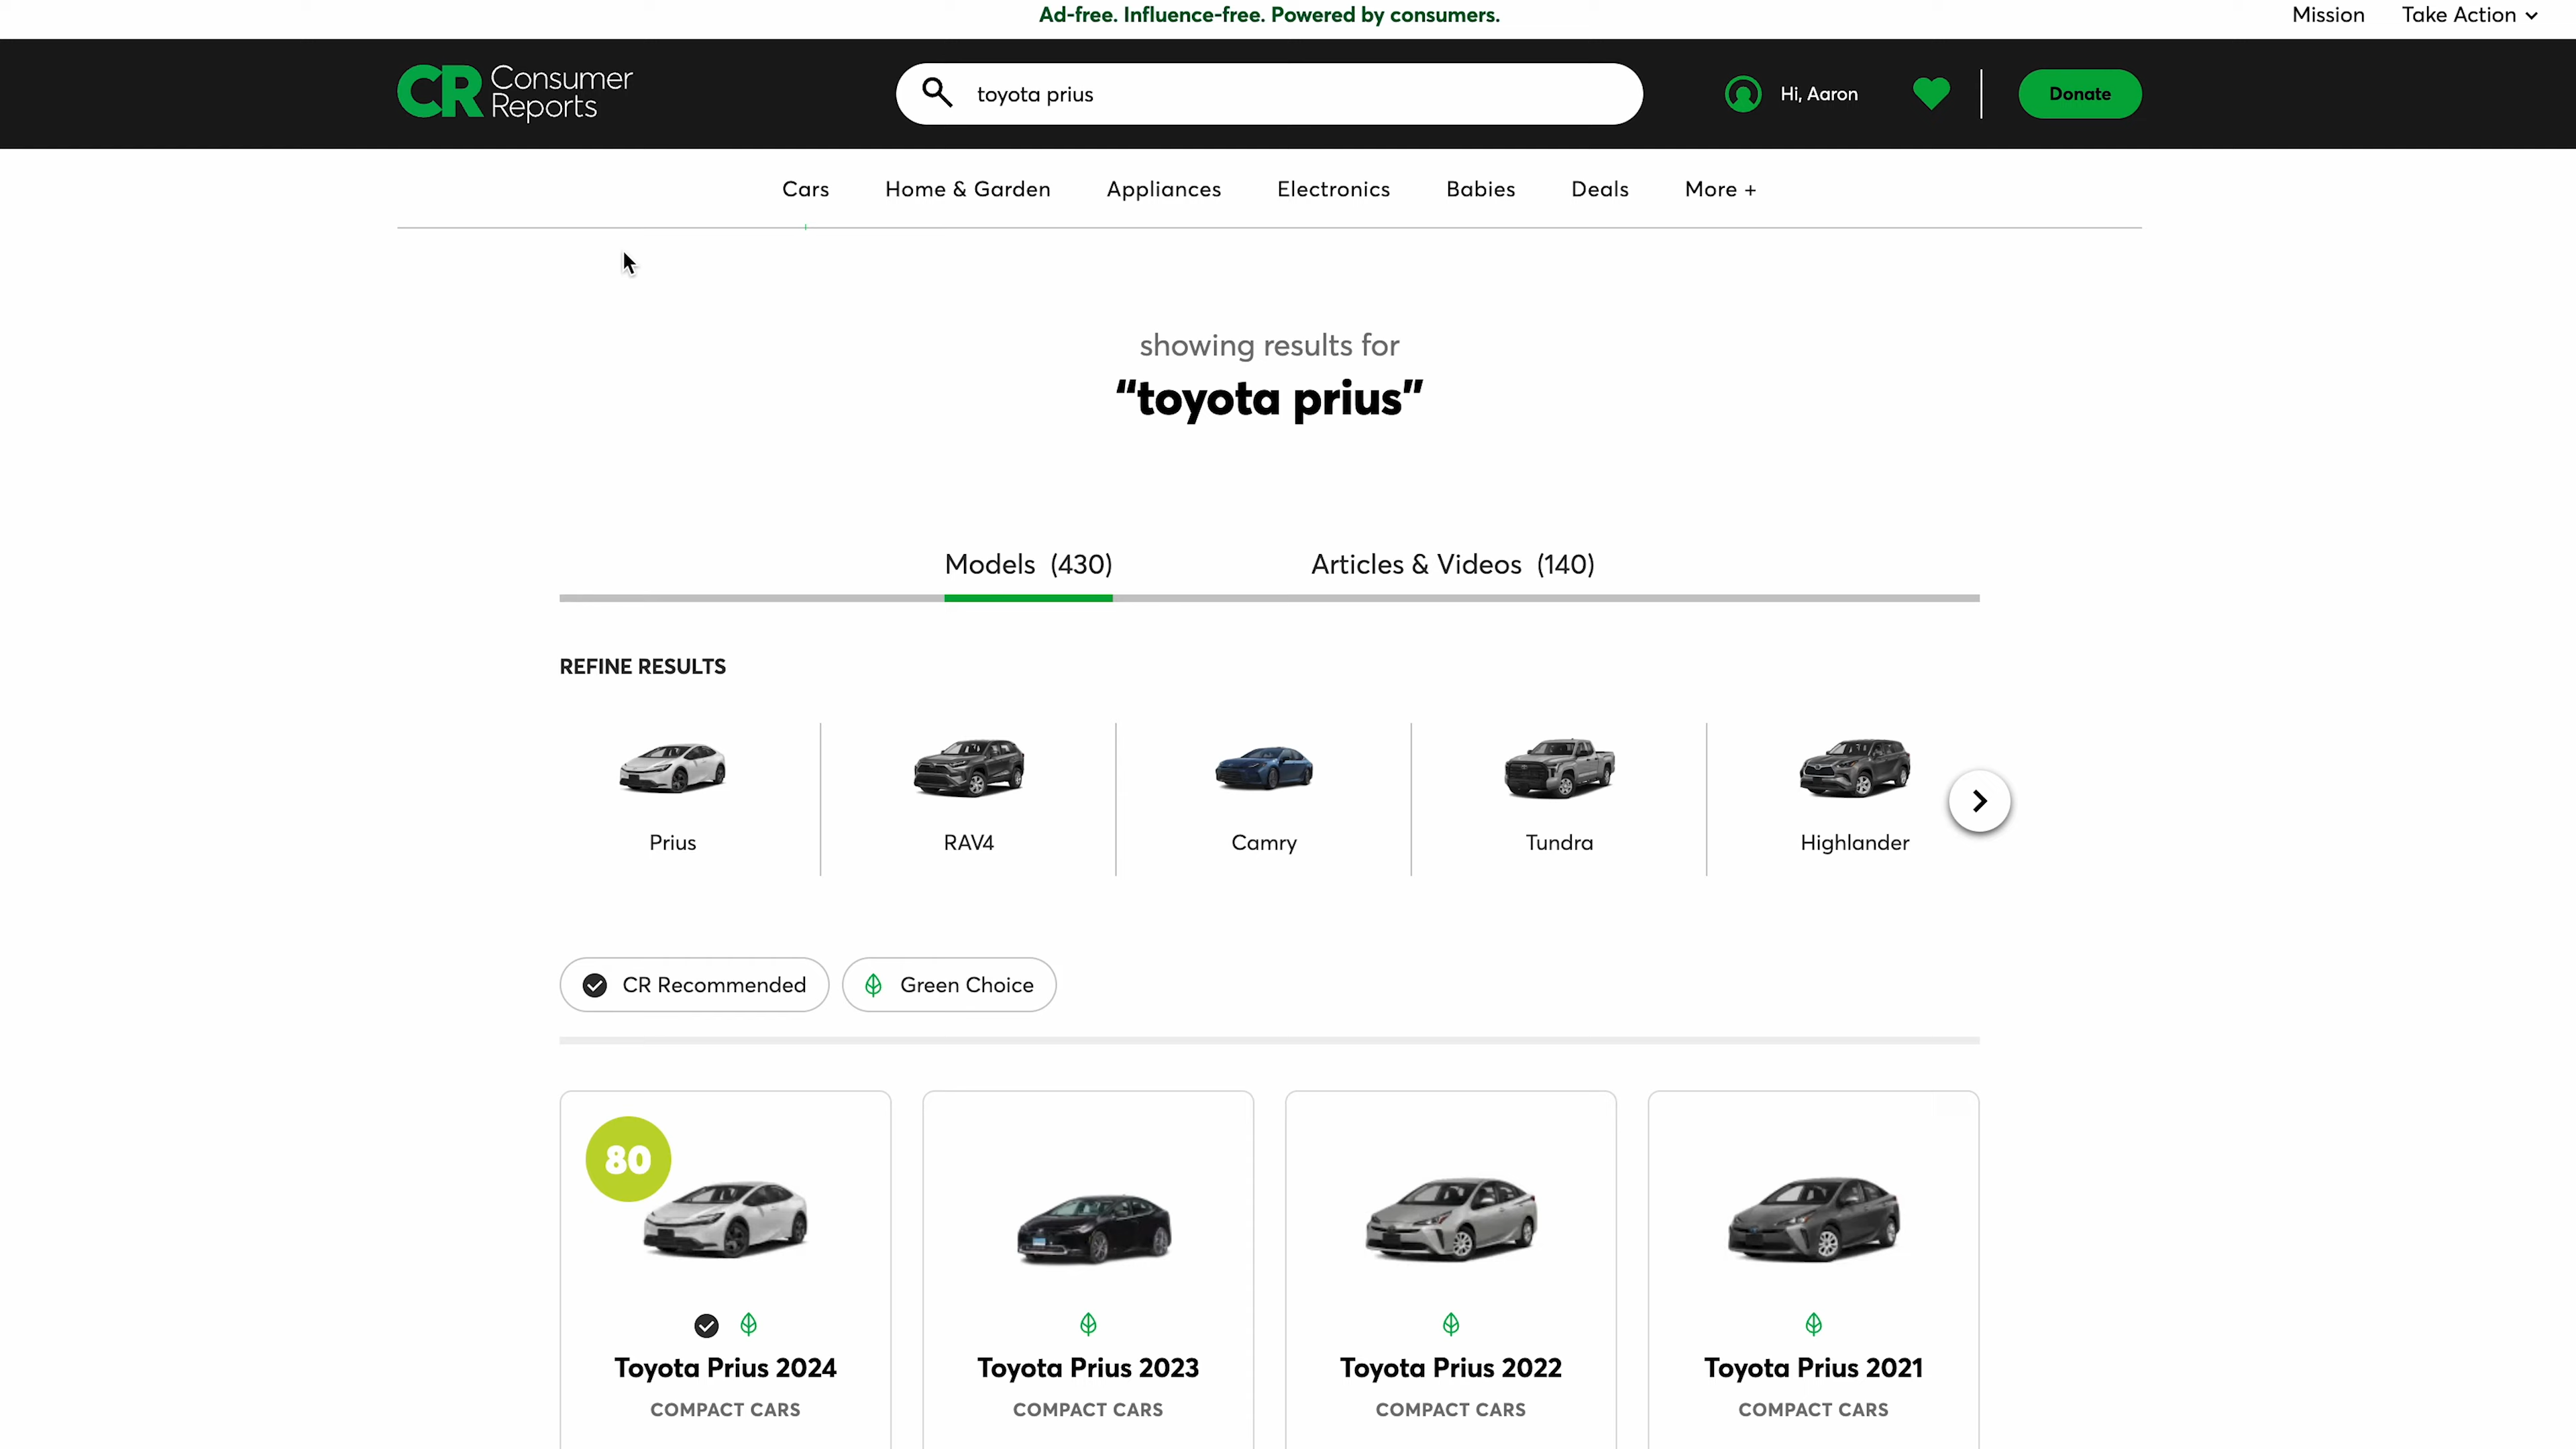 Ad-free. Influence-free. Powered by consumers.
Mission
Take Action
CR Consumer
Reports
toyota prius
Hi, Aaron
Donate
Cars
Home & Garden
Appliances
Electronics
Babies
Deals
More +
showing results for
“toyota prius”
Models (430)
Articles & Videos (140)
REFINE RESULTS
Prius
RAV4
Camry
Tundra
Highlander
CR Recommended
Green Choice
80
Toyota Prius 2024
COMPACT CARS
Toyota Prius 2023
COMPACT CARS
Toyota Prius 2022
COMPACT CARS
Toyota Prius 2021
COMPACT CARS